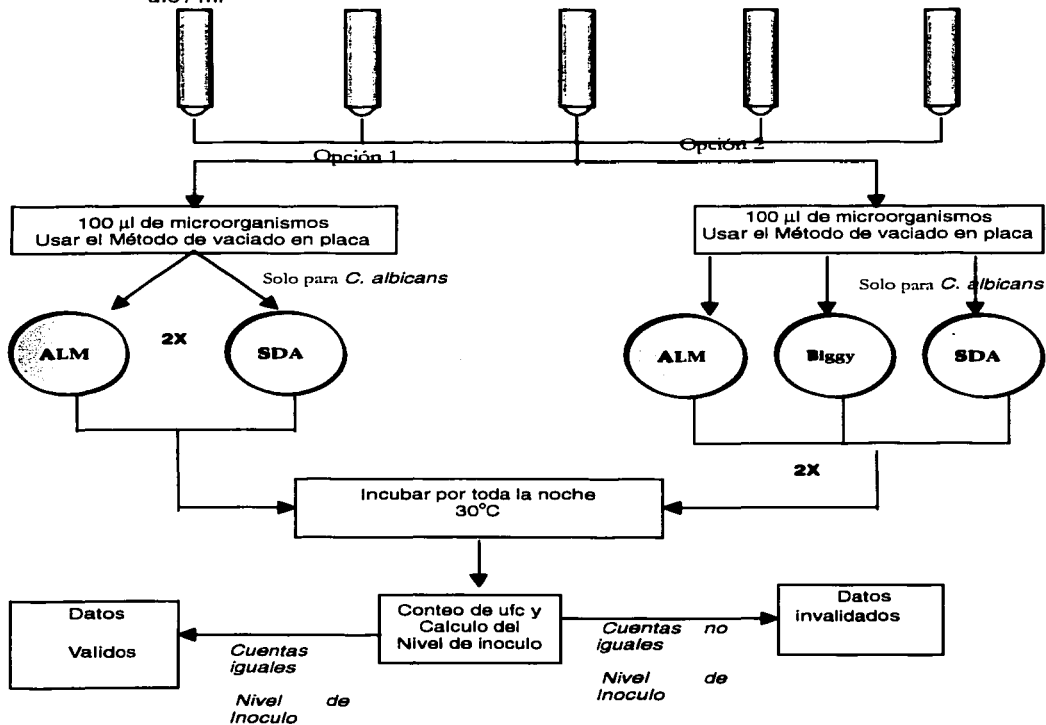 Opción 1
Opción 2
100 µl de microorganismos
Usar el Método de vaciado en placa
100 µl de microorganismos
Usar el Método de vaciado en placa
Solo para C. albicans
Solo para C. albicans
ALM
2X
SDA
ALM
Biggy
SDA
2X
Incubar por toda la noche
30°C
Datos
Validos
Cuentas
iguales
Nivel de
Inoculo
Conteo de ufc y
Calculo del
Nivel de inoculo
Cuentas no
iguales
Nivel de
Inoculo
Datos
invalidados